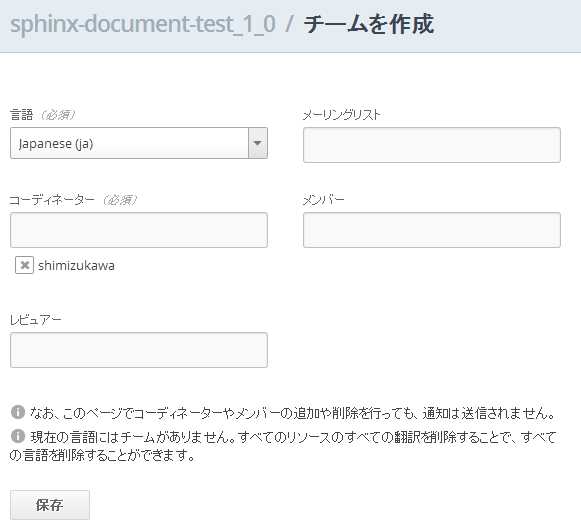 sphinx-document-test_1_0 / チームを作成
言語（必須）
メーリングリスト
Japanese (ja)
コーディネーター（必須）
メンバー
shimizukawa
レビュアー
なお、このページでコーディネーターやメンバーの追加や削除を行っても、通知は送信されません。
現在の言語にはチームがありません。すべてのリソースのすべての翻訳を削除することで、すべて
の言語を削除することができます。
保存